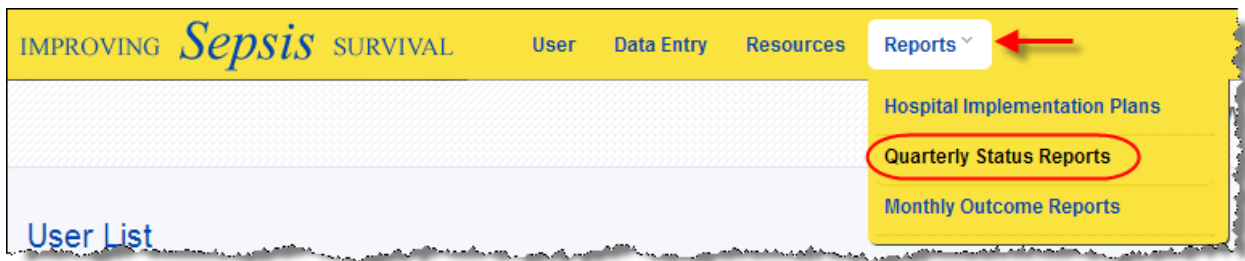 IMPROVING Sepsis SURVIVAL User Data Entry Resources Reports
Hospital Implementation Plans
Quarterly Status Reports
Monthly Outcome Reports
User List